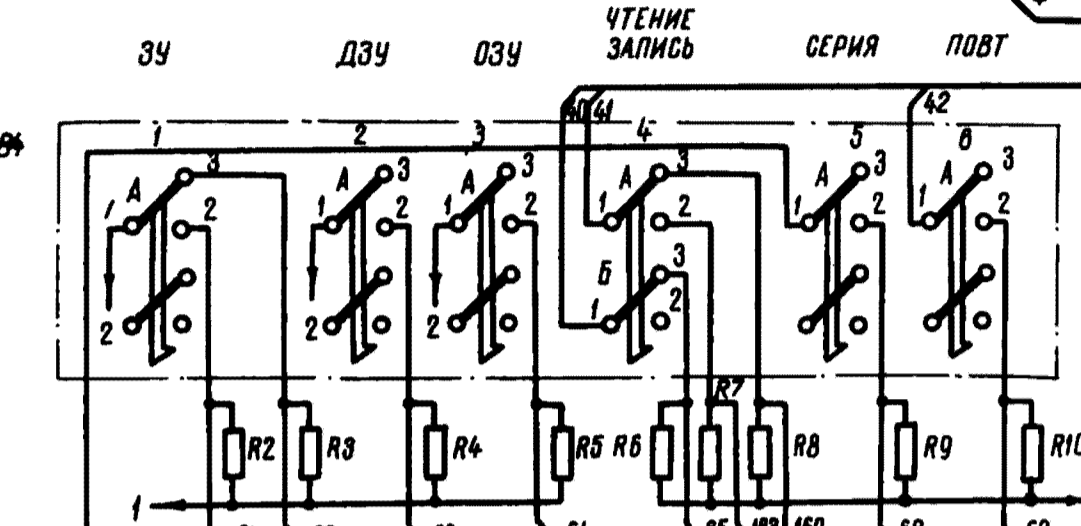 ЧТЕНИЕ
ЗУ ДЗУ ОЗУ ЗАПИСЬ СЕРИЯ ПОВТ
40 41 42
1 2 3 4 5 6
А 3 А 3 А 3 А 3 А 3 А 3
1 2 1 2 1 2 1 2 1 2 1 2
Б 3
2 2 2 1 2
R7
R2 R3 R4 R5 R6 R8 R9 R10
1